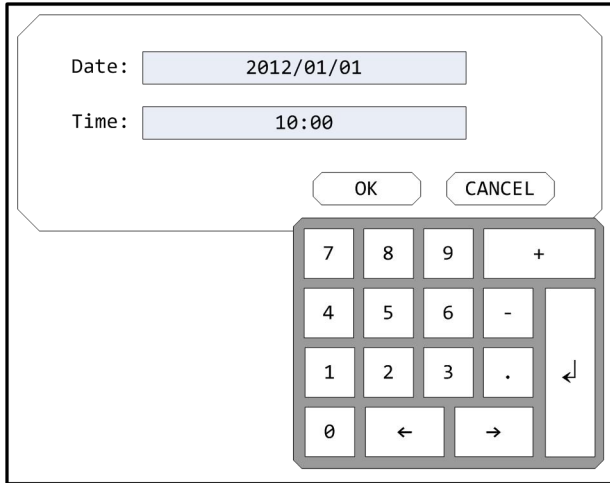 Date: 2012/01/01
Time: 10:00
OK CANCEL
7 8 9 +
4 5 6 -
1 2 3 . ↲
0 ← →